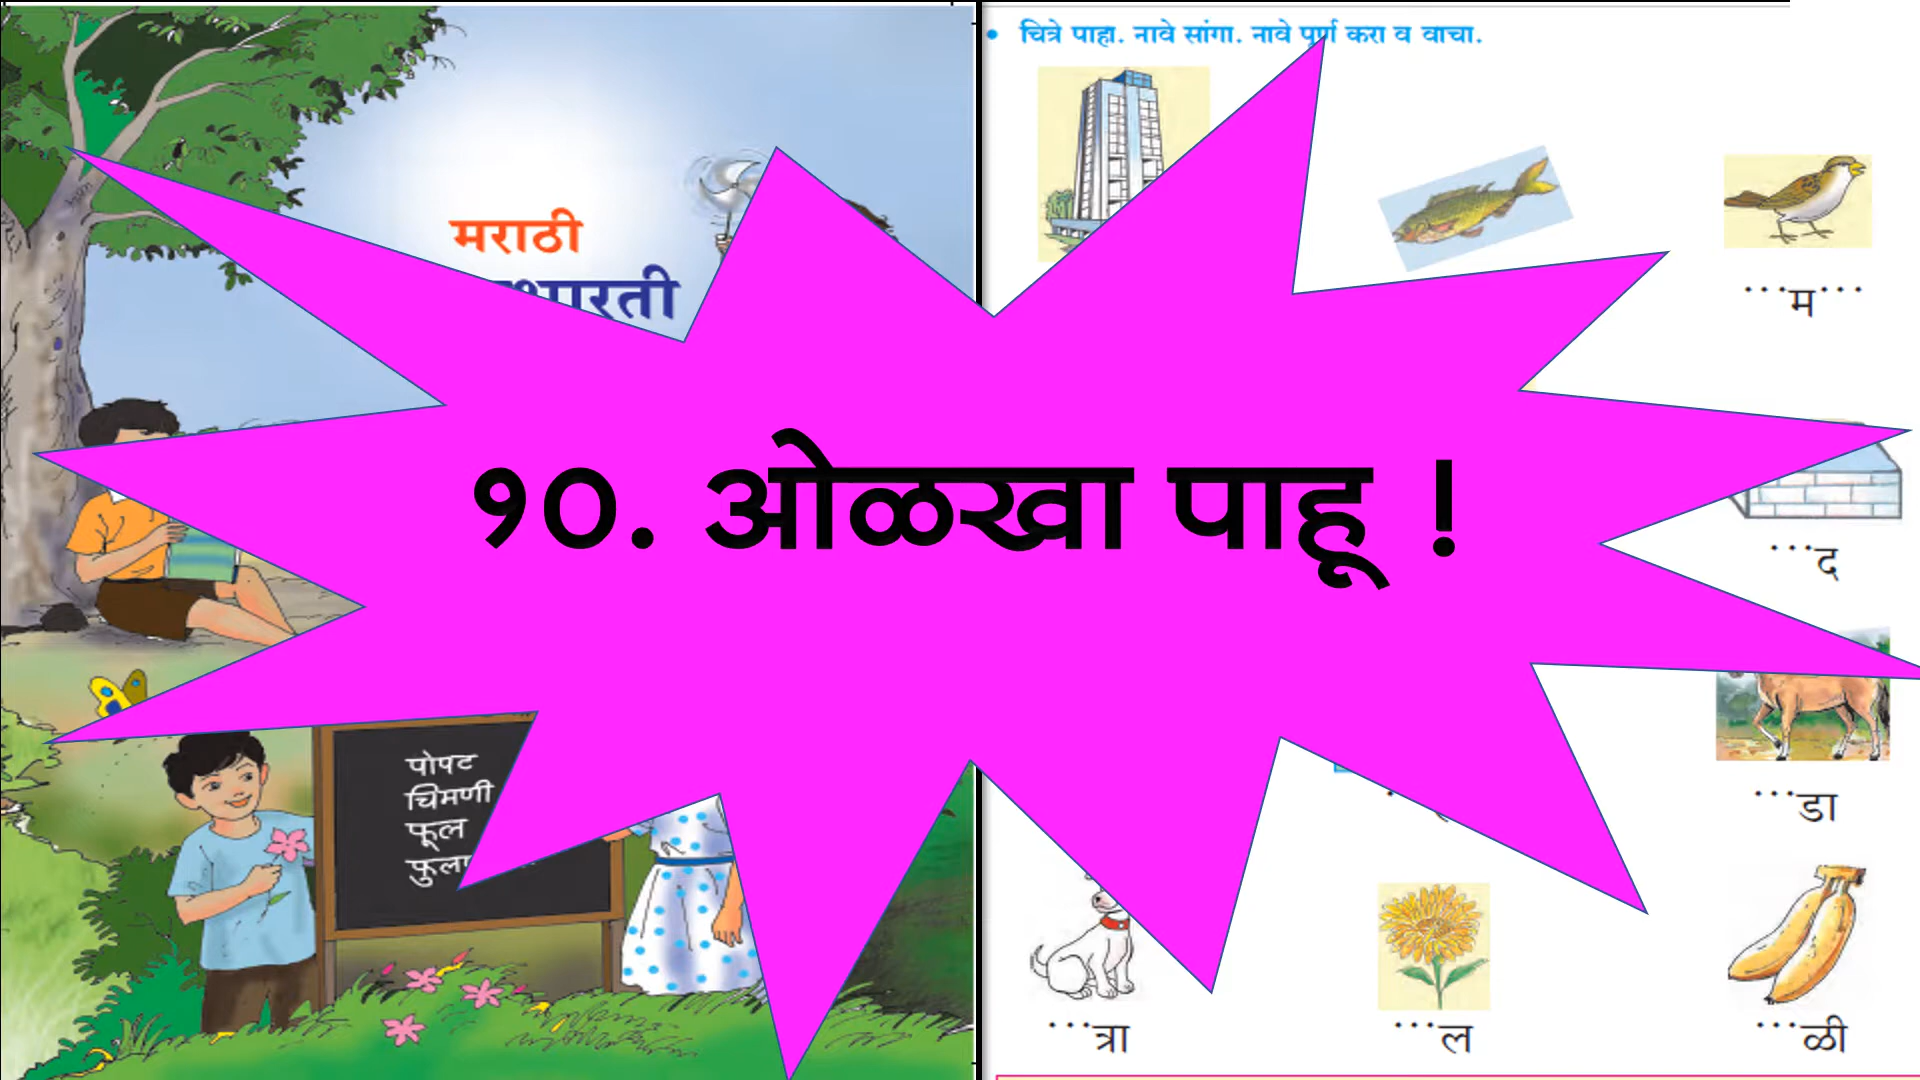 मराठी
चित्रे पाहा. नावे सांगा. नावे पूर्ण करा व वाचा.
...म...
१०. ओळखा पाहू !
...द
पोपट
चिमणी
फूल
...डा
...त्रा
...ल
...ळी